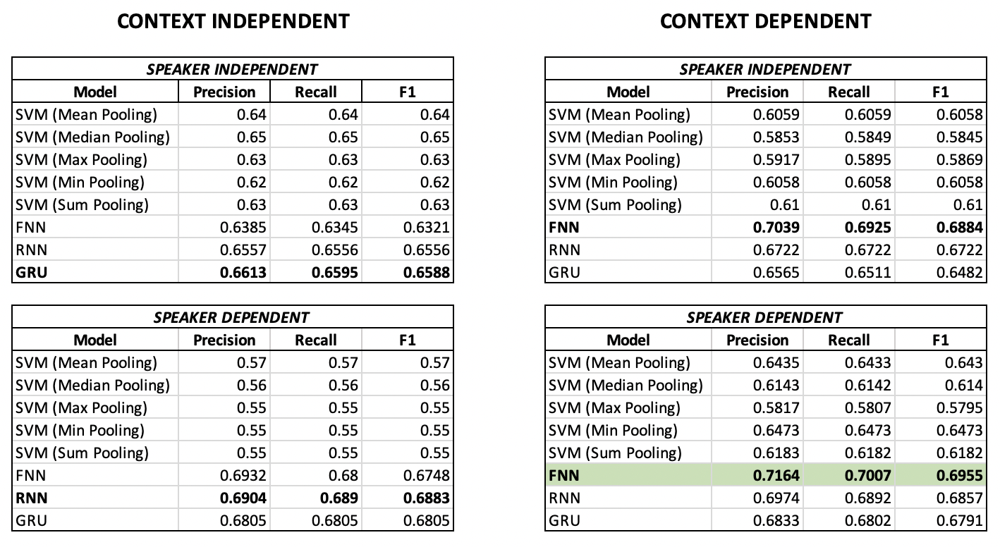 CONTEXT INDEPENDENT
SPEAKER INDEPENDENT
Model Precision Recall F1
SVM (Mean Pooling) 0.64 0.64 0.64
SVM (Median Pooling) 0.65 0.65 0.65
SVM (Max Pooling) 0.63 0.63 0.63
SVM (Min Pooling) 0.62 0.62 0.62
SVM (Sum Pooling) 0.63 0.63 0.63
FNN 0.6385 0.6345 0.6321
RNN 0.6557 0.6556 0.6556
GRU 0.6613 0.6595 0.6588
SPEAKER DEPENDENT
Model Precision Recall F1
SVM (Mean Pooling) 0.57 0.57 0.57
SVM (Median Pooling) 0.56 0.56 0.56
SVM (Max Pooling) 0.55 0.55 0.55
SVM (Min Pooling) 0.55 0.55 0.55
SVM (Sum Pooling) 0.55 0.55 0.55
FNN 0.6932 0.68 0.6748
RNN 0.6904 0.689 0.6883
GRU 0.6805 0.6805 0.6805
CONTEXT DEPENDENT
SPEAKER INDEPENDENT
Model Precision Recall F1
SVM (Mean Pooling) 0.6059 0.6059 0.6058
SVM (Median Pooling) 0.5853 0.5849 0.5845
SVM (Max Pooling) 0.5917 0.5895 0.5869
SVM (Min Pooling) 0.6058 0.6058 0.6058
SVM (Sum Pooling) 0.61 0.61 0.61
FNN 0.7039 0.6925 0.6884
RNN 0.6722 0.6722 0.6722
GRU 0.6565 0.6511 0.6482
SPEAKER DEPENDENT
Model Precision Recall F1
SVM (Mean Pooling) 0.6435 0.6433 0.643
SVM (Median Pooling) 0.6143 0.6142 0.614
SVM (Max Pooling) 0.5817 0.5807 0.5795
SVM (Min Pooling) 0.6473 0.6473 0.6473
SVM (Sum Pooling) 0.6183 0.6182 0.6182
FNN 0.7164 0.7007 0.6955
RNN 0.6974 0.6892 0.6857
GRU 0.6833 0.6802 0.6791